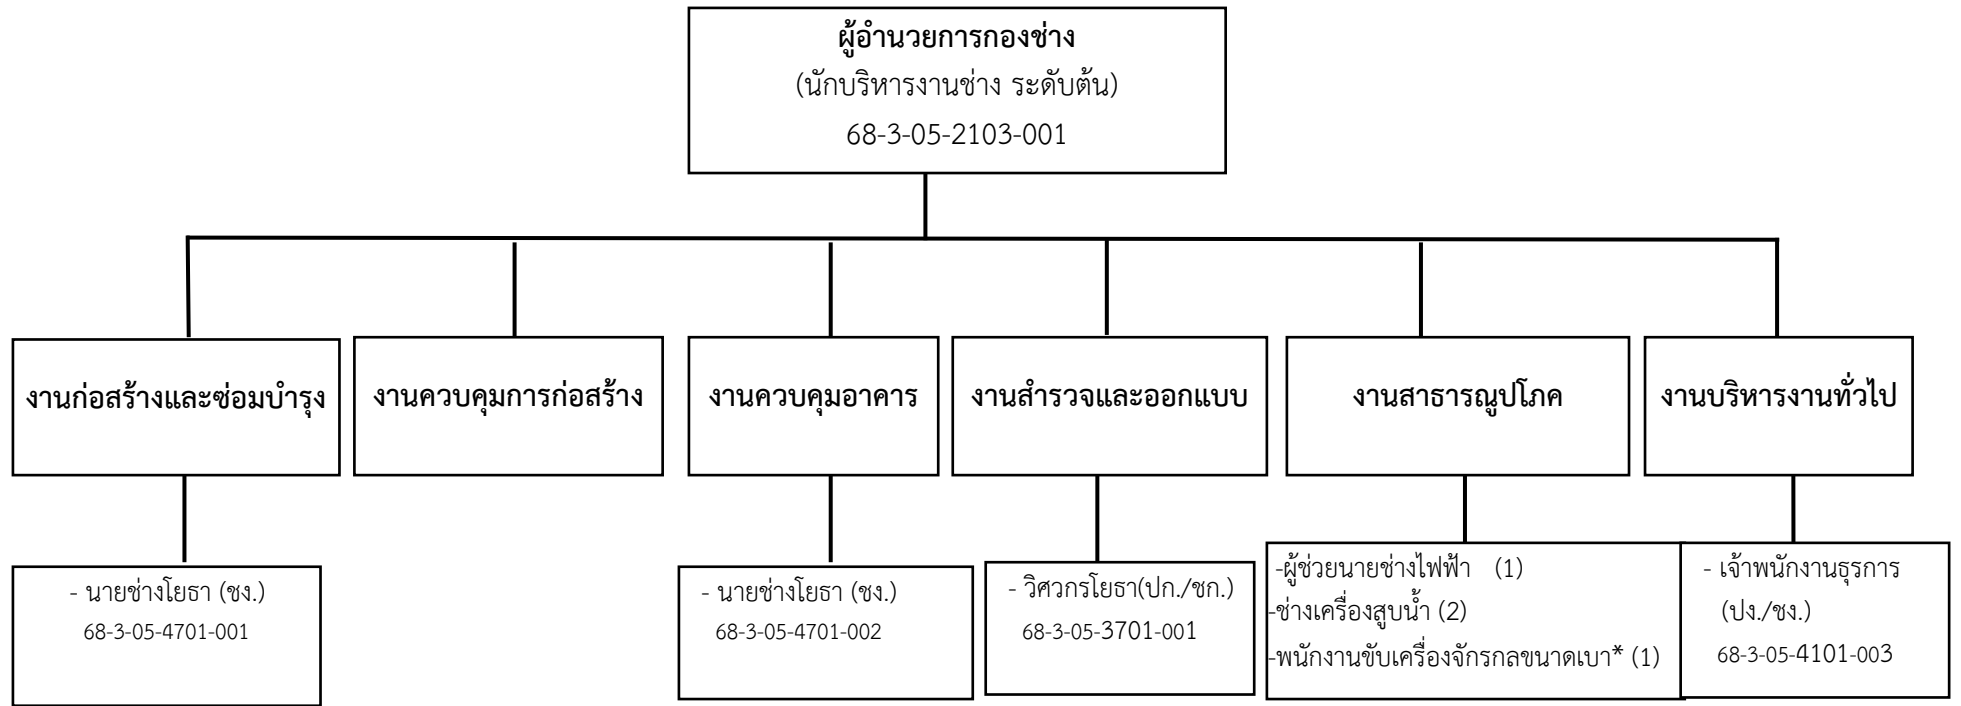 ผู้อำนวยการกองช่าง
(นักบริหารงานช่าง ระดับต้น)
68-3-05-2103-001
งานก่อสร้างและซ่อมบำรุง
งานควบคุมการก่อสร้าง
งานควบคุมอาคาร
งานสำรวจและออกแบบ
งานสาธารณูปโภค
งานบริหารงานทั่วไป
- นายช่างโยธา (ชง.)
68-3-05-4701-001
- นายช่างโยธา (ชง.)
68-3-05-4701-002
- วิศวกรโยธา(ปก./ชก.)
68-3-05-3701-001
-ผู้ช่วยนายช่างไฟฟ้า (1)
-ช่างเครื่องสูบน้ำ (2)
-พนักงานขับเครื่องจักรกลขนาดเบา* (1)
- เจ้าพนักงานธุรการ
(ปง./ชง.)
68-3-05-4101-003